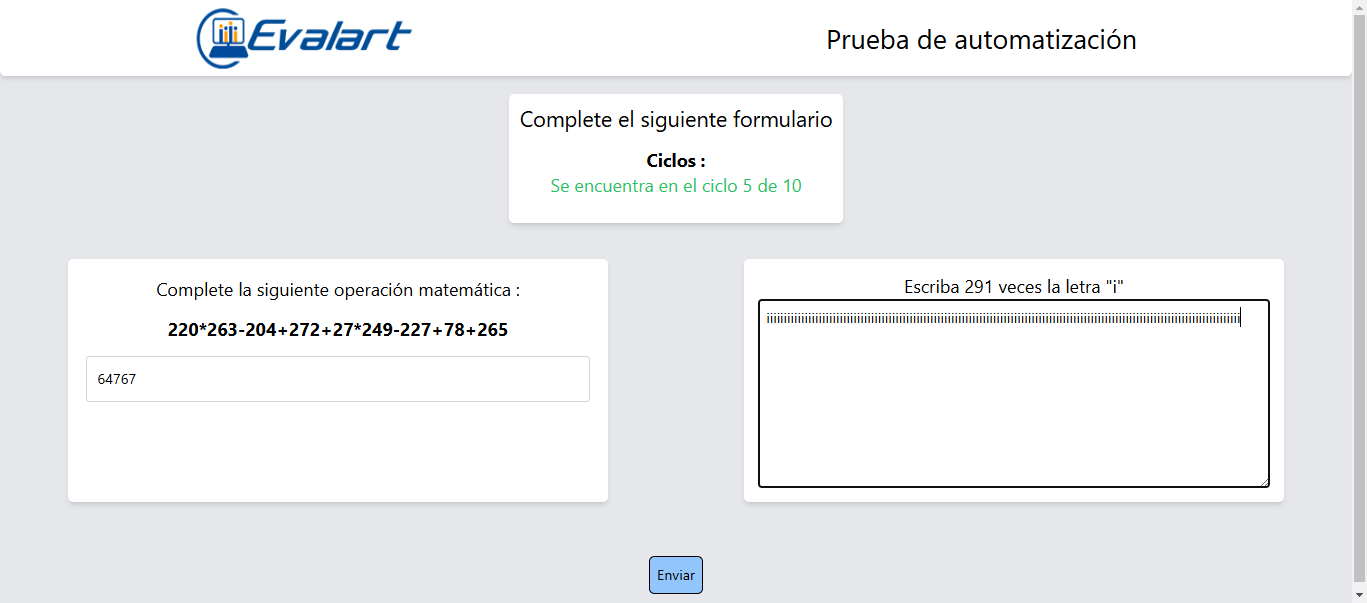 Evalart
Prueba de automatización
Complete el siguiente formulario
Ciclos :
Se encuentra en el ciclo 5 de 10
Complete la siguiente operación matemática :
220*263-204+272+27*249-227+78+265
64767
Escriba 291 veces la letra "i"
Enviar